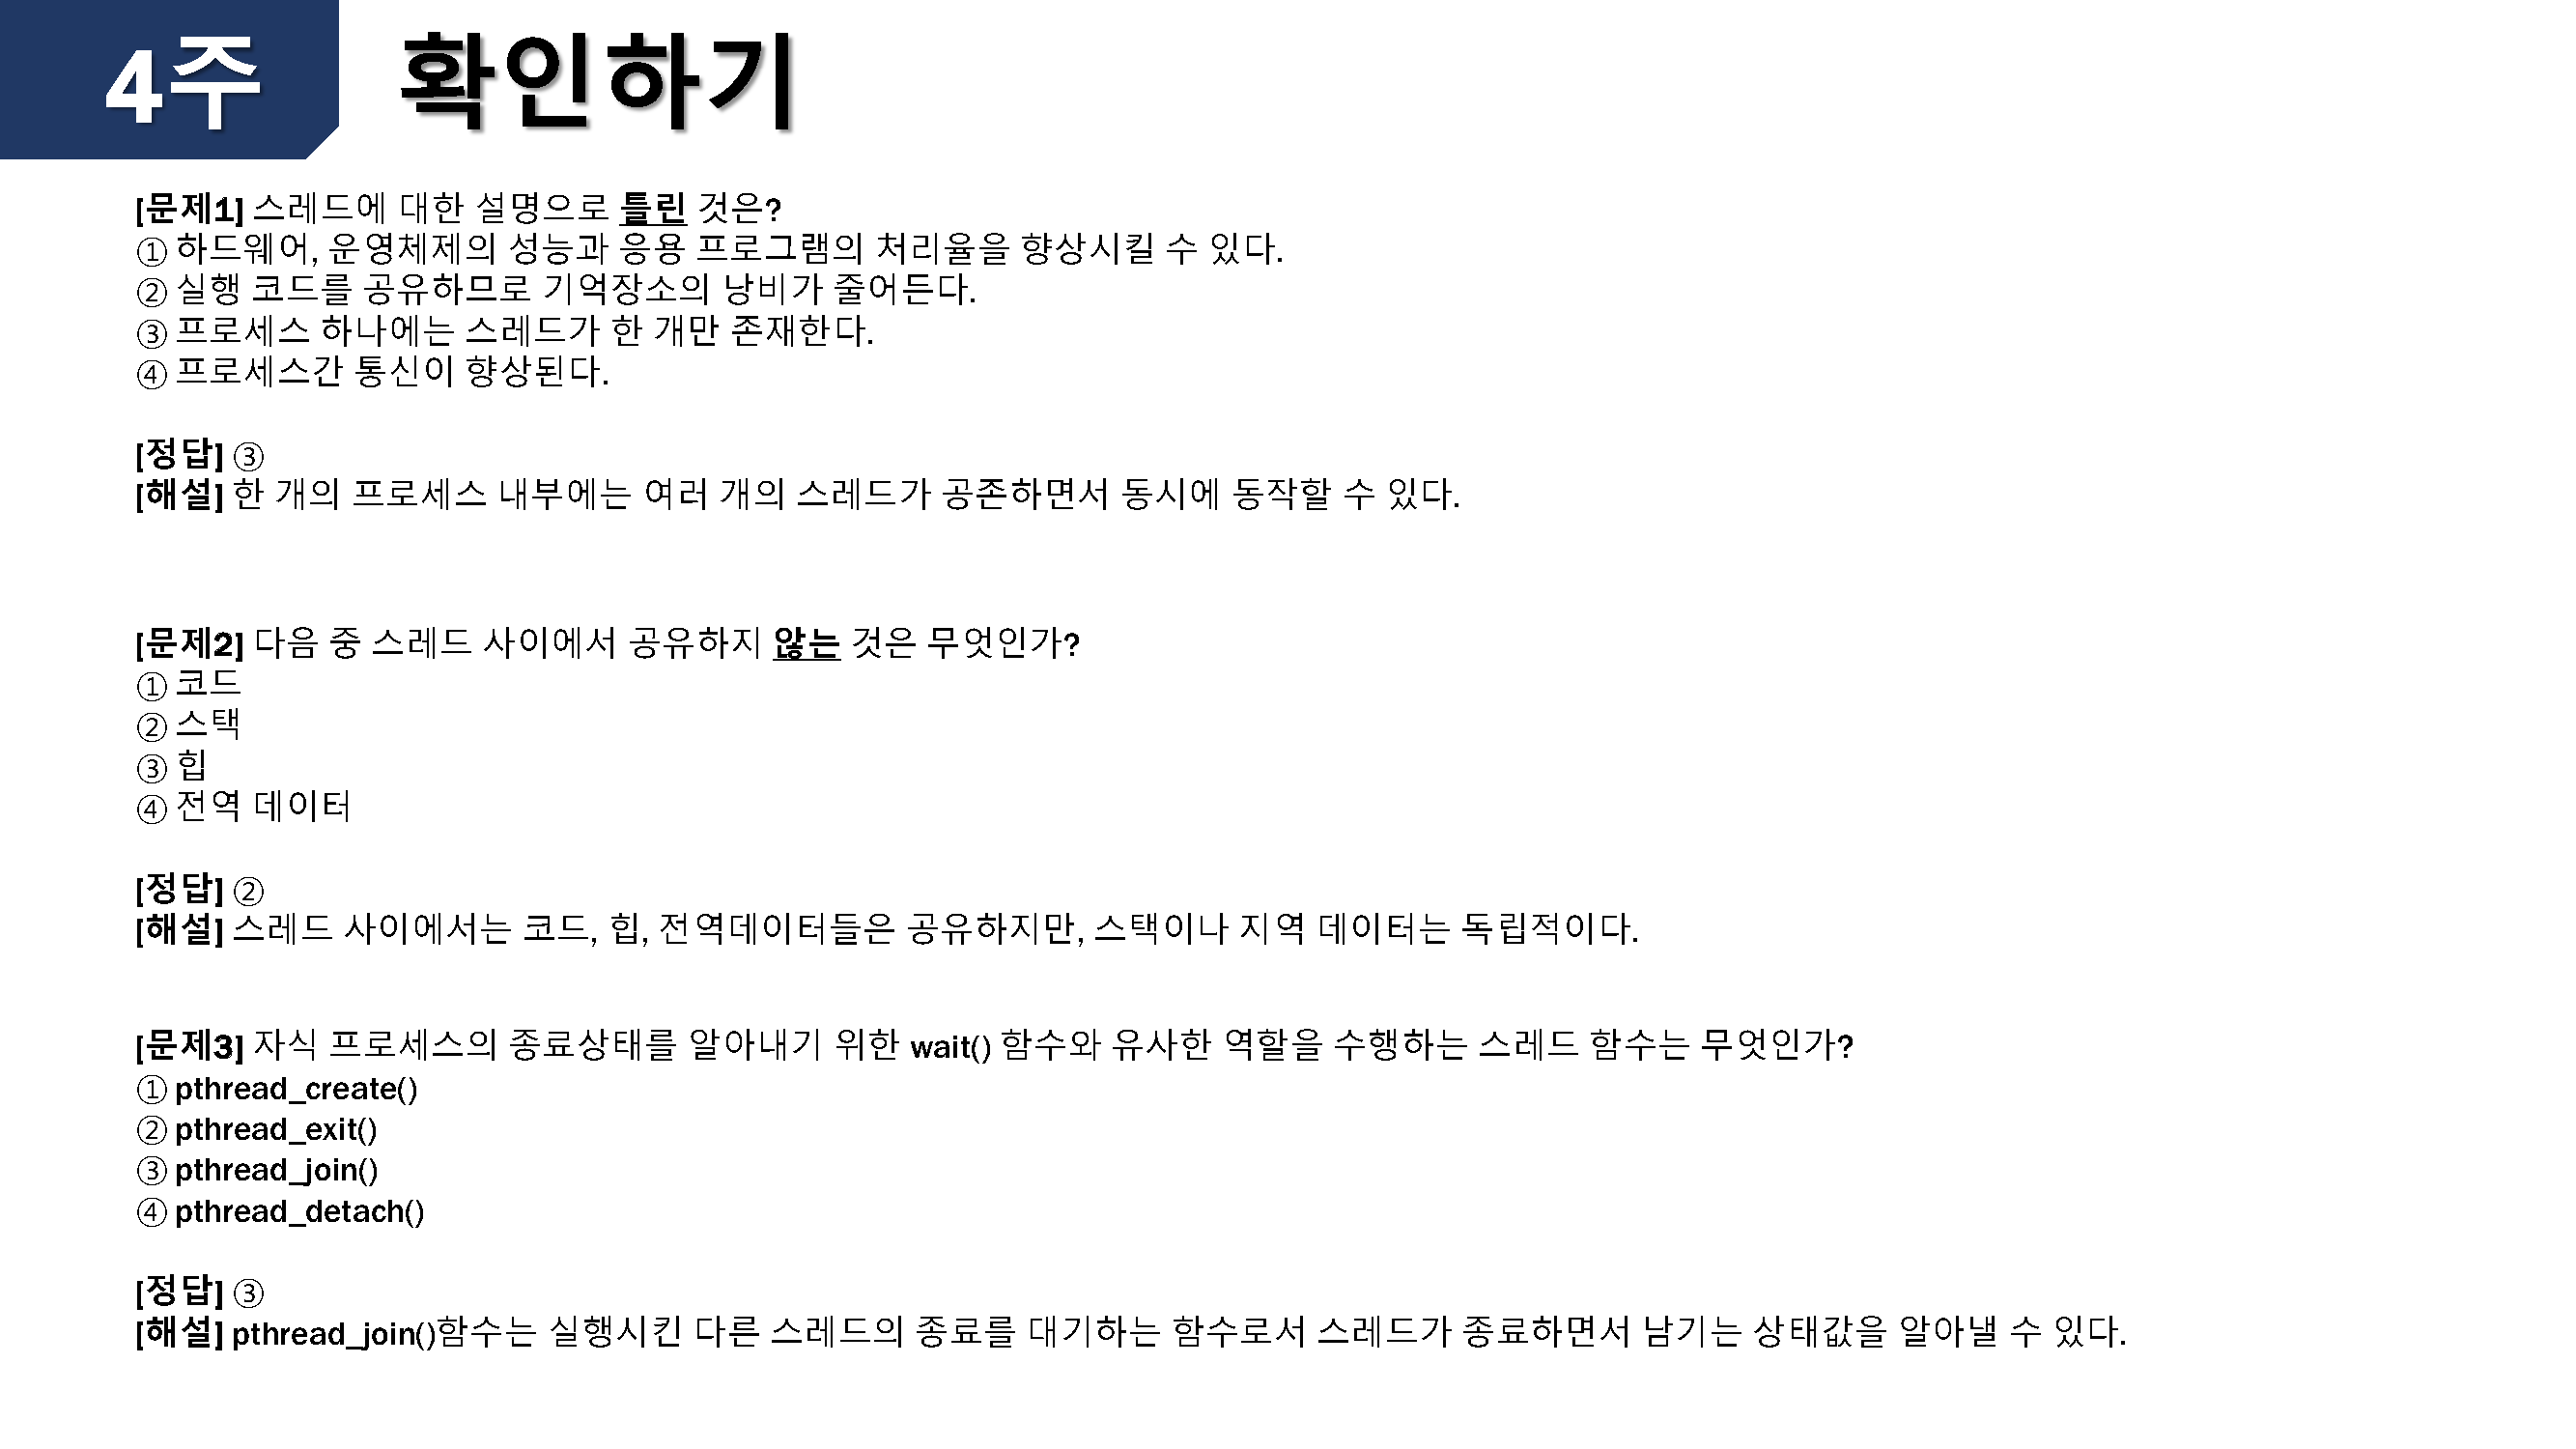 4주 확인하기
[문제1] 스레드에 대한 설명으로 틀린 것은?
① 하드웨어, 운영체제의 성능과 응용 프로그램의 처리율을 향상시킬 수 있다.
② 실행 코드를 공유하므로 기억장소의 낭비가 줄어든다.
③ 프로세스 하나에는 스레드가 한 개만 존재한다.
④ 프로세스간 통신이 향상된다.
[정답] ③
[해설] 한 개의 프로세스 내부에는 여러 개의 스레드가 공존하면서 동시에 동작할 수 있다.
[문제2] 다음 중 스레드 사이에서 공유하지 않는 것은 무엇인가?
① 코드
② 스택
③ 힙
④ 전역 데이터
[정답] ②
[해설] 스레드 사이에서는 코드, 힙, 전역데이터들은 공유하지만, 스택이나 지역 데이터는 독립적이다.
[문제3] 자식 프로세스의 종료상태를 알아내기 위한 wait() 함수와 유사한 역할을 수행하는 스레드 함수는 무엇인가?
① pthread_create()
② pthread_exit()
③ pthread_join()
④ pthread_detach()
[정답] ③
[해설] pthread_join()함수는 실행시킨 다른 스레드의 종료를 대기하는 함수로서 스레드가 종료하면서 남기는 상태값을 알아낼 수 있다.